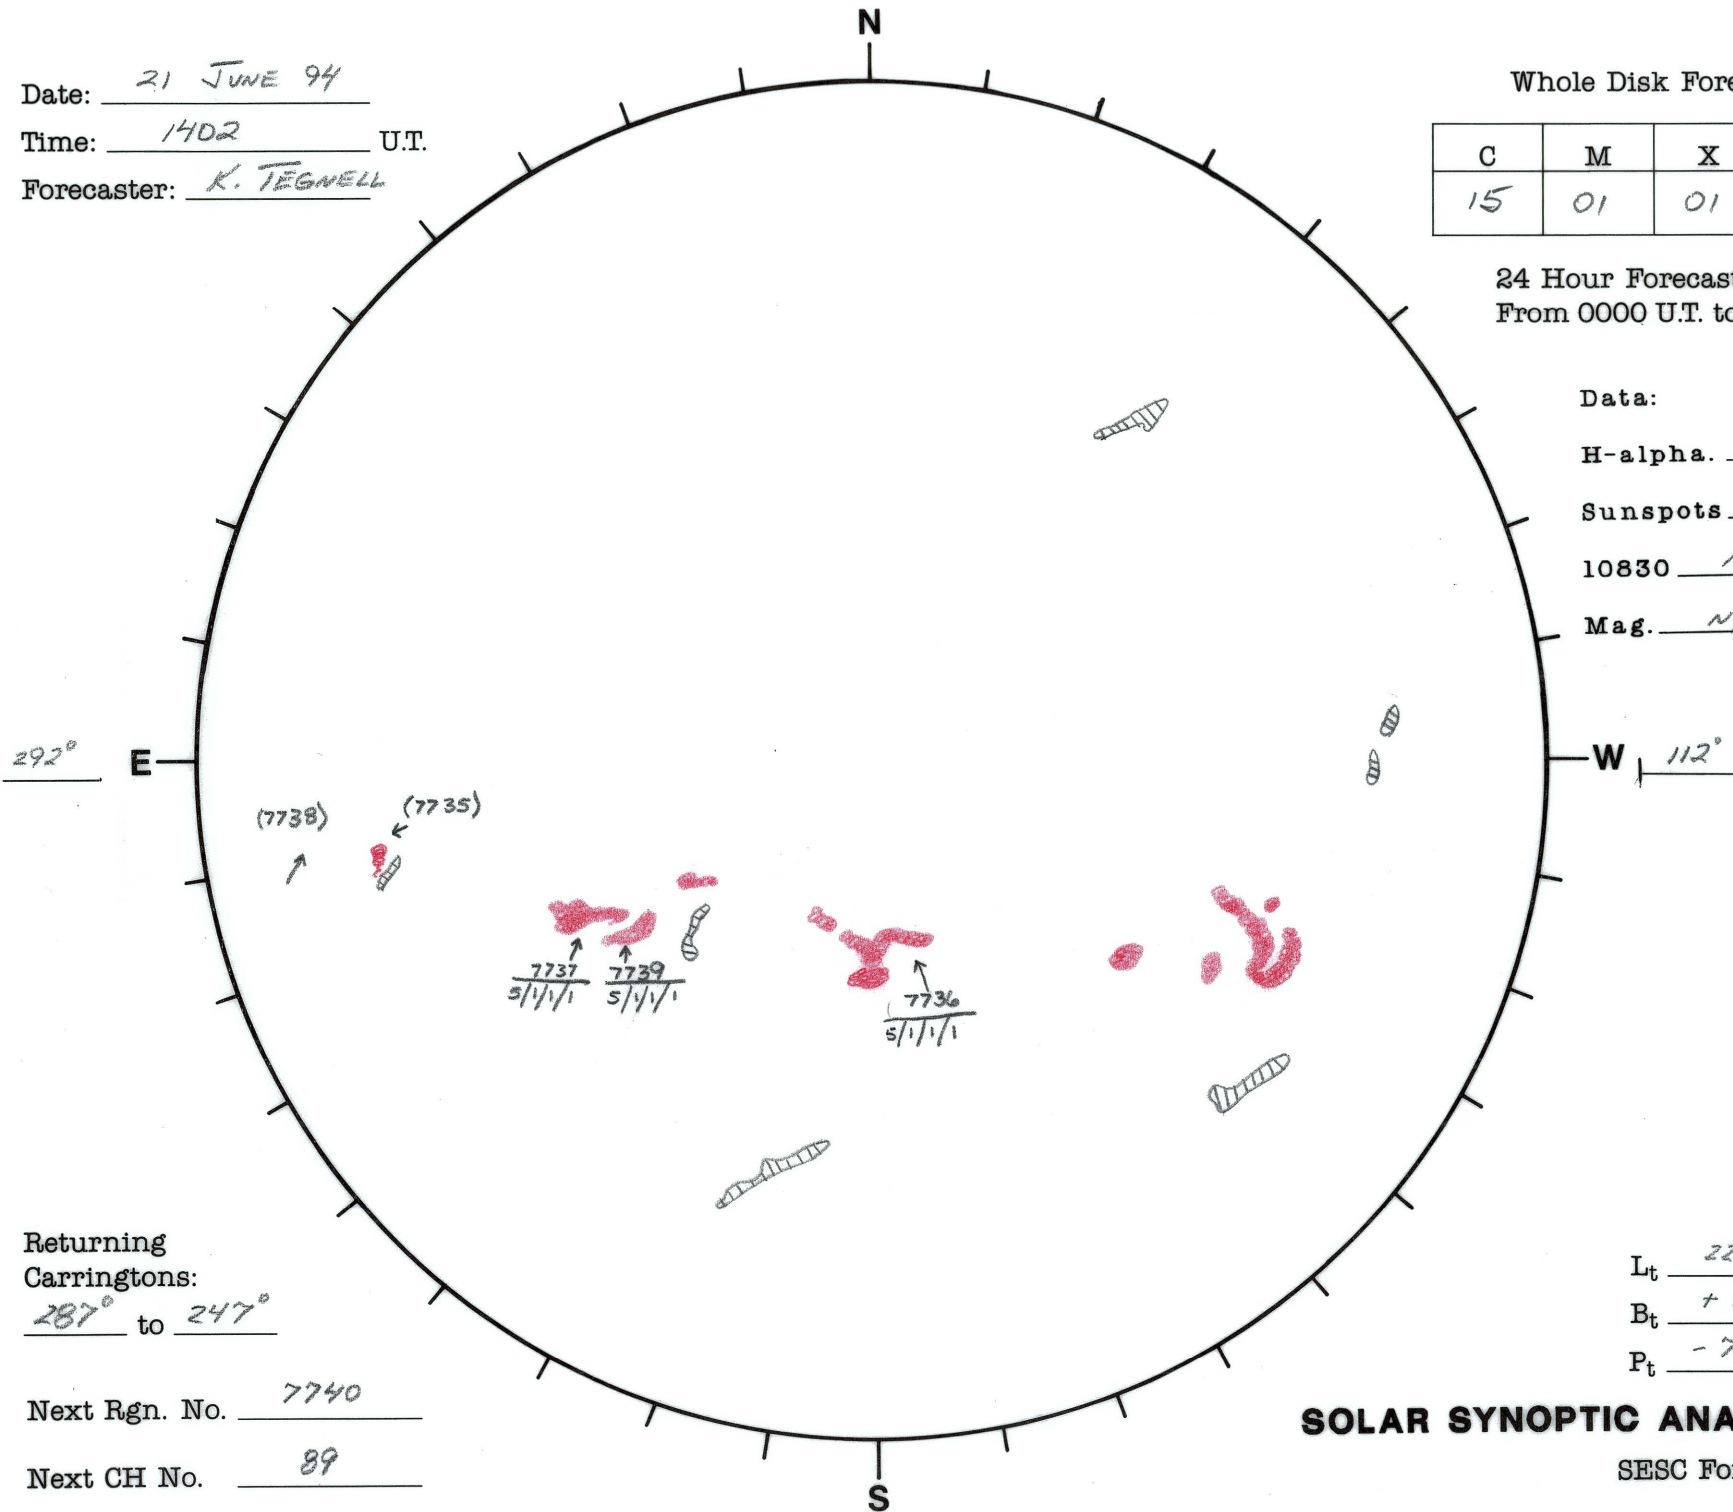 N
Date: 21 JUNE 94
Time: 1402 U.T.
Forecaster: K. TEGNELL
Whole Disk Fore
C M X
15 01 01
24 Hour Forecast
From 0000 U.T. to
Data:
H-alpha.
Sunspots
10830
Mag.
292° E
W 112°
(7738) (7735)
7737 7739
5/1/1/1 5/1/1/1
7736
5/1/1/1
Returning
Carringtons:
287° to 247°
Next Rgn. No. 7740
Next CH No. 89
Lt 22
Bt +
Pt - 7
SOLAR SYNOPTIC ANA
SESC Fo
S